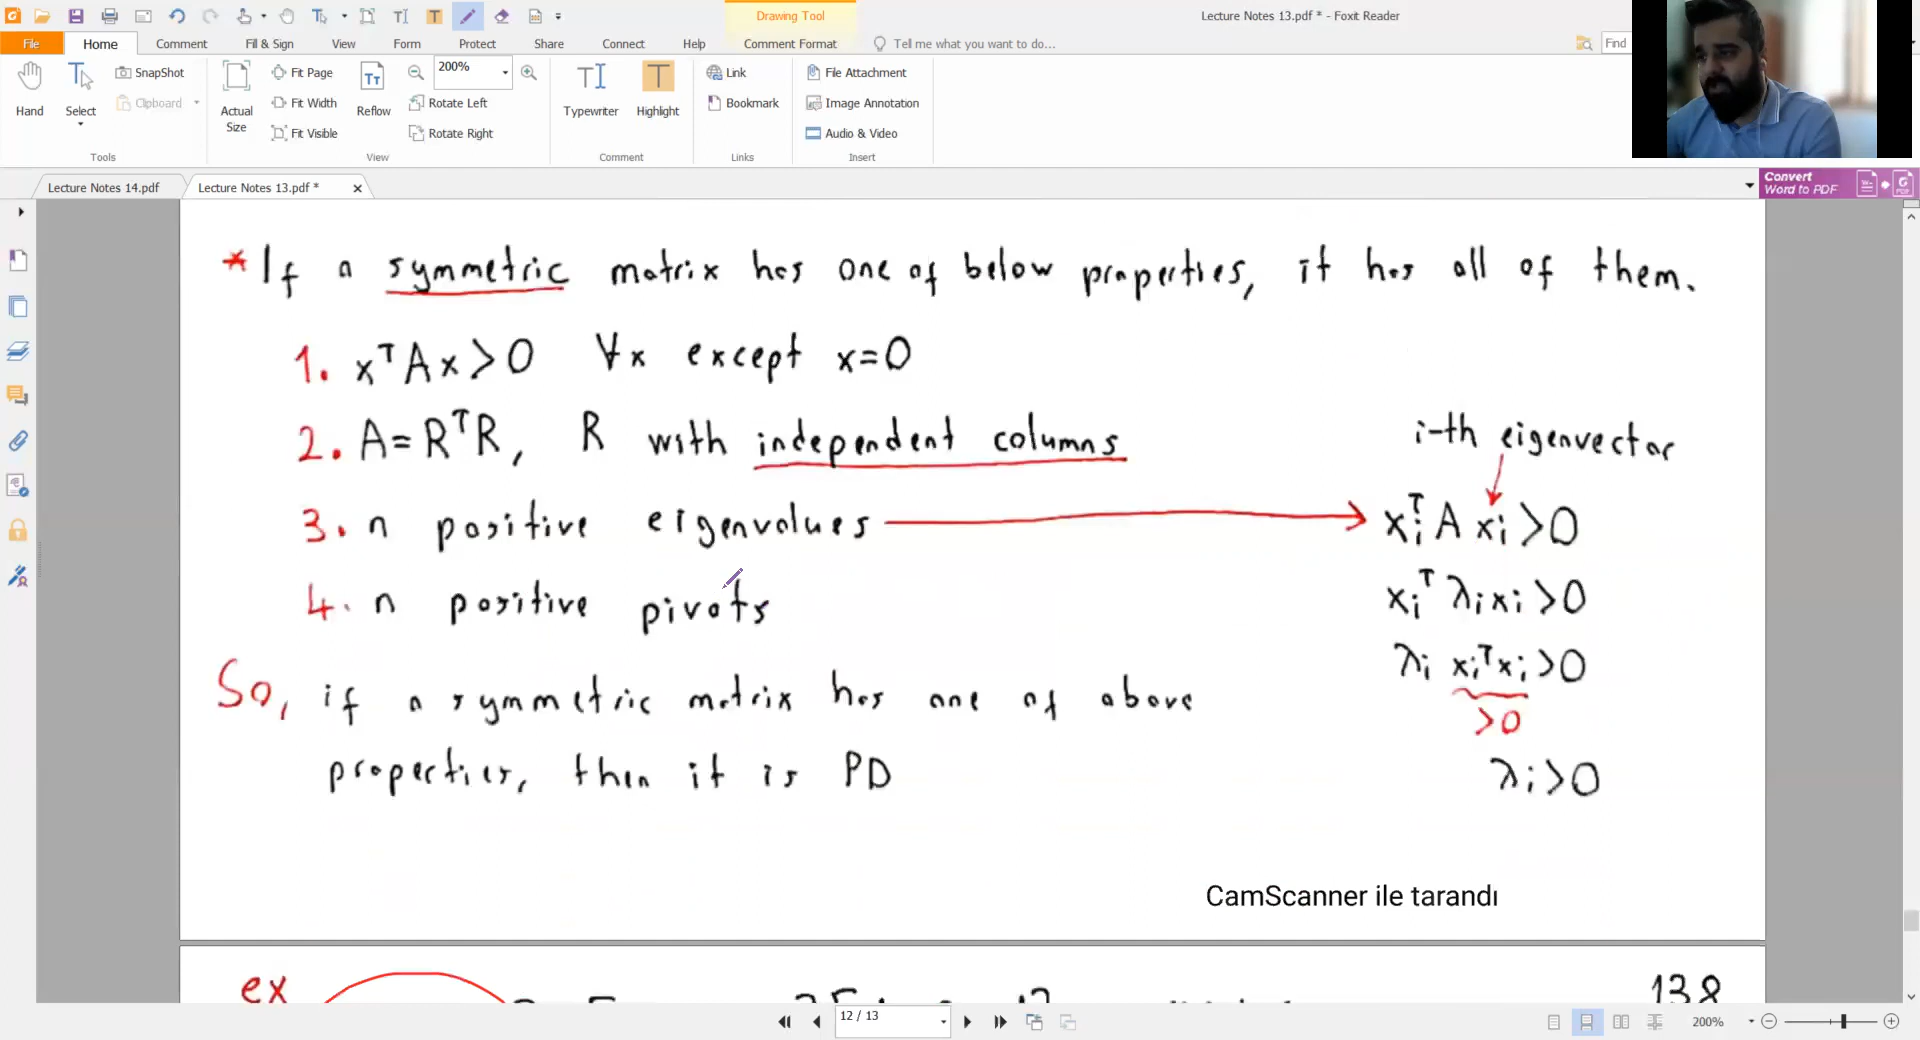 Drawing Tool
Lecture Notes 13.pdf * - Foxit Reader
File Home Comment Fill & Sign View Form Protect Share Connect Help Comment Format Tell me what you want to do... Find
Hand
Select
SnapShot
Clipboard
Tools
Actual Size
Fit Page
Fit Width
Fit Visible
Reflow
200%
Rotate Left
Rotate Right
View
Typewriter
Highlight
Comment
Link
Bookmark
Links
File Attachment
Image Annotation
Audio & Video
Insert
Lecture Notes 14.pdf
Lecture Notes 13.pdf *
Convert
Word to PDF
* If a symmetric matrix has one of below properties, it has all of them.
1. xᵀAx>0 ∀x except x=0
2. A=RᵀR, R with independent columns
3. n positive eigenvalues
4. n positive pivots
i-th eigenvector
xᵢᵀA xᵢ>0
xᵢᵀ λᵢxᵢ>0
λᵢ xᵢᵀxᵢ>0
>0
λᵢ>0
So, if a symmetric matrix has one of above
properties, then it is PD
CamScanner ile tarandı
ex
138
12 / 13
200%